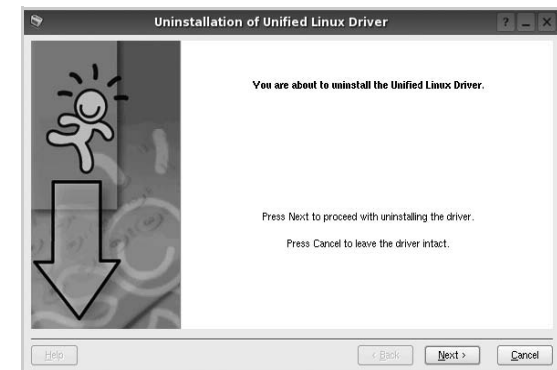 Uninstallation of Unified Linux Driver
You are about to uninstall the Unified Linux Driver.
Press Next to proceed with uninstalling the driver.
Press Cancel to leave the driver intact.
Help
< Back
Next >
Cancel